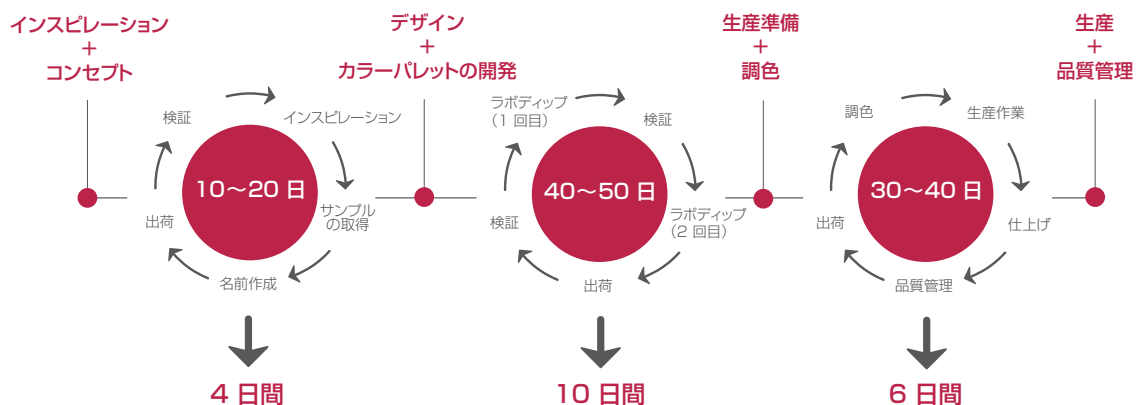 インスピレーション
+
コンセプト
デザイン
+
カラーパレットの開発
生産準備
+
調色
生産
+
品質管理
検証
インスピレーション
10〜20 日
サンプル
の取得
名前作成
出荷
ラボディップ
(1 回目)
検証
40〜50 日
ラボディップ
(2 回目)
出荷
検証
調色
生産作業
30〜40 日
仕上げ
品質管理
出荷
4 日間
10 日間
6 日間